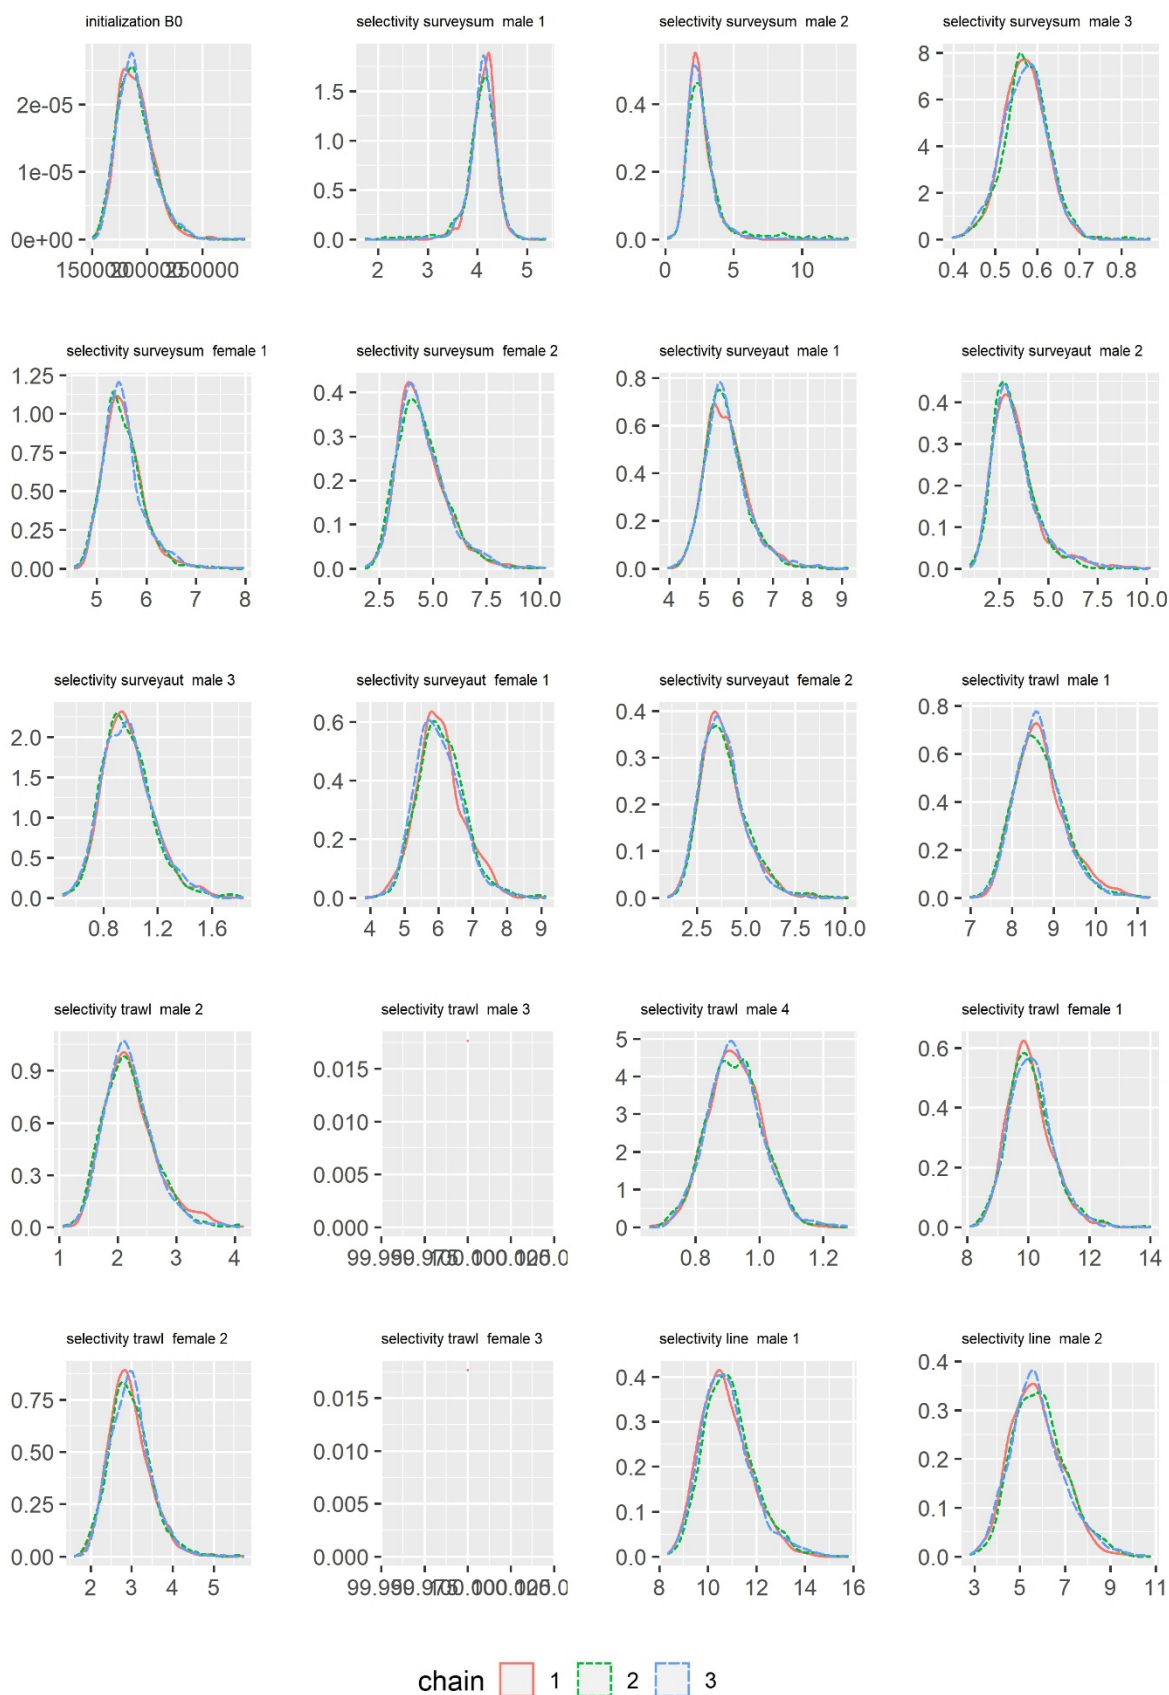 initialization B0
selectivity surveysum male 1
selectivity surveysum male 2
selectivity surveysum male 3
2e-05
1e-05
0e+00
150000 200000 250000
1.5
1.0
0.5
0.0
2 3 4 5
0.4
0.2
0.0
0 5 10
8
6
4
2
0
0.4 0.5 0.6 0.7 0.8
selectivity surveysum female 1
selectivity surveysum female 2
selectivity surveyaut male 1
selectivity surveyaut male 2
1.25
1.00
0.75
0.50
0.25
0.00
5 6 7 8
0.4
0.3
0.2
0.1
0.0
2.5 5.0 7.5 10.0
0.8
0.6
0.4
0.2
0.0
4 5 6 7 8 9
0.4
0.3
0.2
0.1
0.0
2.5 5.0 7.5 10.0
selectivity surveyaut male 3
selectivity surveyaut female 1
selectivity surveyaut female 2
selectivity trawl male 1
2.0
1.5
1.0
0.5
0.0
0.8 1.2 1.6
0.6
0.4
0.2
0.0
4 5 6 7 8 9
0.4
0.3
0.2
0.1
0.0
2.5 5.0 7.5 10.0
0.8
0.6
0.4
0.2
0.0
7 8 9 10 11
selectivity trawl male 2
selectivity trawl male 3
selectivity trawl male 4
selectivity trawl female 1
0.9
0.6
0.3
0.0
1 2 3 4
0.015
0.010
0.005
0.000
5
4
3
2
1
0
0.8 1.0 1.2
0.6
0.4
0.2
0.0
8 10 12 14
selectivity trawl female 2
selectivity trawl female 3
selectivity line male 1
selectivity line male 2
0.75
0.50
0.25
0.00
2 3 4 5
0.015
0.010
0.005
0.000
0.4
0.3
0.2
0.1
0.0
8 10 12 14 16
0.4
0.3
0.2
0.1
0.0
3 5 7 9 11
chain 1 2 3